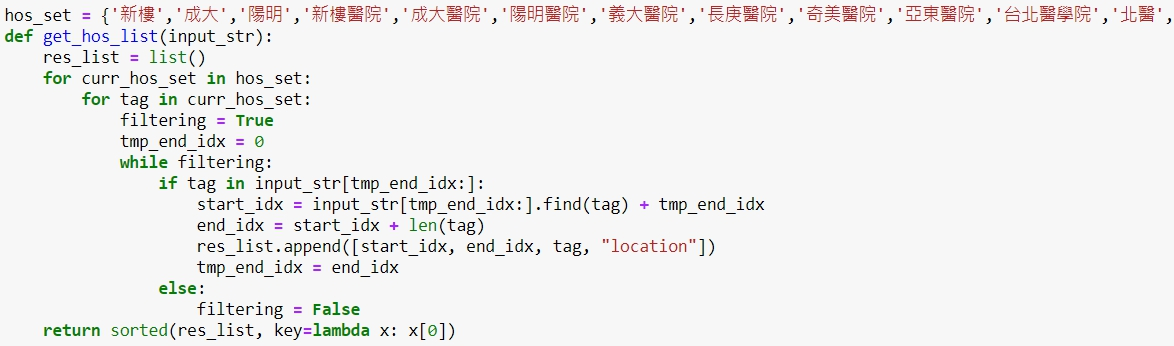 hos_set = {'新樓','成大','陽明','新樓醫院','成大醫院','陽明醫院','義大醫院','長庚醫院','奇美醫院','亞東醫院','台北醫學院','北醫',
def get_hos_list(input_str):
    res_list = list()
    for curr_hos_set in hos_set:
        for tag in curr_hos_set:
            filtering = True
            tmp_end_idx = 0
            while filtering:
                if tag in input_str[tmp_end_idx:]:
                    start_idx = input_str[tmp_end_idx:].find(tag) + tmp_end_idx
                    end_idx = start_idx + len(tag)
                    res_list.append([start_idx, end_idx, tag, "location"])
                    tmp_end_idx = end_idx
                else:
                    filtering = False
    return sorted(res_list, key=lambda x: x[0])